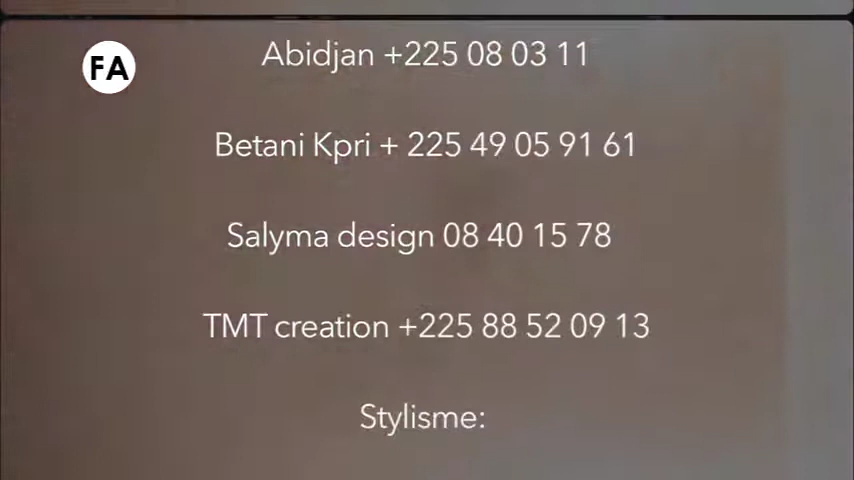 FA
Abidjan +225 08 03 11
Betani Kpri + 225 49 05 91 61
Salyma design 08 40 15 78
TMT creation +225 88 52 09 13
Stylisme: